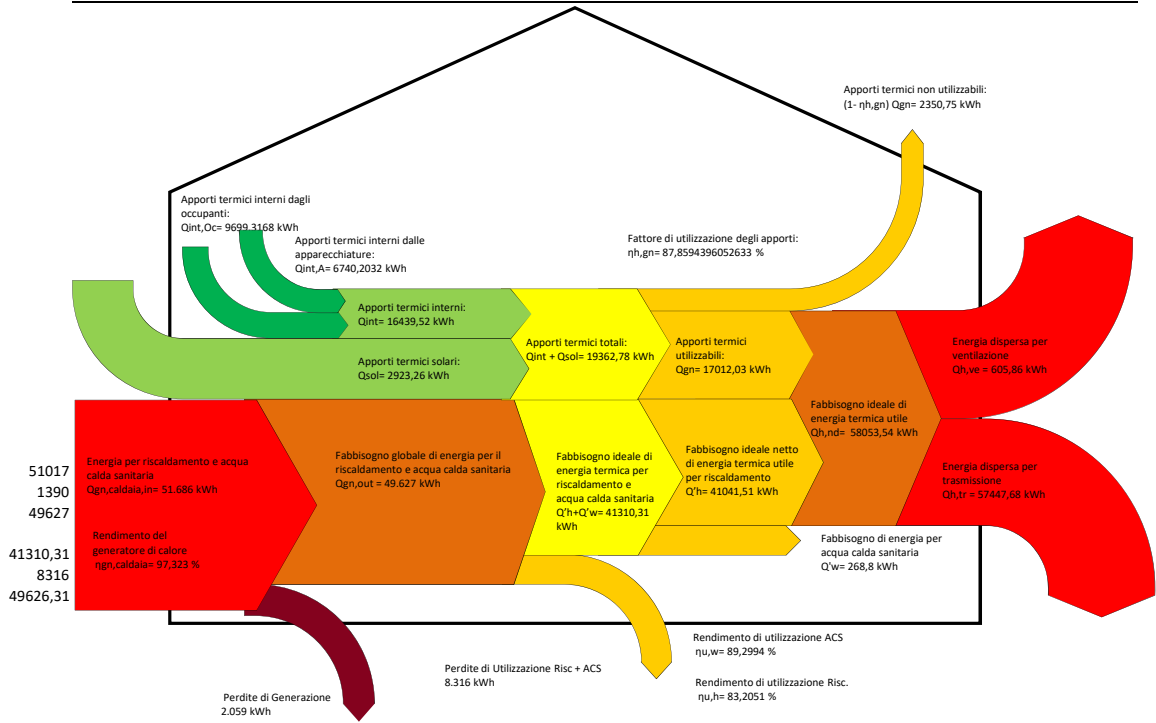 Apporti termici non utilizzabili:
(1- ηh,gn) Qgn= 2350,75 kWh
Apporti termici interni dagli
occupanti:
Qint,Oc= 9699,3168 kWh
Apporti termici interni dalle
apparecchiature:
Qint,A= 6740,2032 kWh
Fattore di utilizzazione degli apporti:
ηh,gn= 87,8594396052633 %
Apporti termici interni:
Qint= 16439,52 kWh
Apporti termici solari:
Qsol= 2923,26 kWh
Apporti termici totali:
Qint + Qsol= 19362,78 kWh
Apporti termici
utilizzabili:
Qgn= 17012,03 kWh
Energia dispersa per
ventilazione
Qh,ve = 605,86 kWh
Fabbisogno ideale di
energia termica utile
Qh,nd=  58053,54 kWh
Energia per riscaldamento e acqua
calda sanitaria
Qgn,caldaia,in= 51.686 kWh
Rendimento del
generatore di calore
ηgn,caldaia= 97,323 %
Fabbisogno globale di energia per il
riscaldamento e acqua calda sanitaria
Qgn,out = 49.627 kWh
Fabbisogno ideale di
energia termica per
riscaldamento e
acqua calda sanitaria
Q’h+Q’w= 41310,31
kWh
Fabbisogno ideale netto
di energia termica utile
per riscaldamento
Q’h= 41041,51 kWh
Energia dispersa per
trasmissione
Qh,tr = 57447,68 kWh
51017
1390
49627
41310,31
8316
49626,31
Fabbisogno di energia per
acqua calda sanitaria
Q'w= 268,8 kWh
Rendimento di utilizzazione ACS
ηu,w= 89,2994 %
Perdite di Utilizzazione Risc + ACS
8.316 kWh
Rendimento di utilizzazione Risc.
ηu,h= 83,2051 %
Perdite di Generazione
2.059 kWh